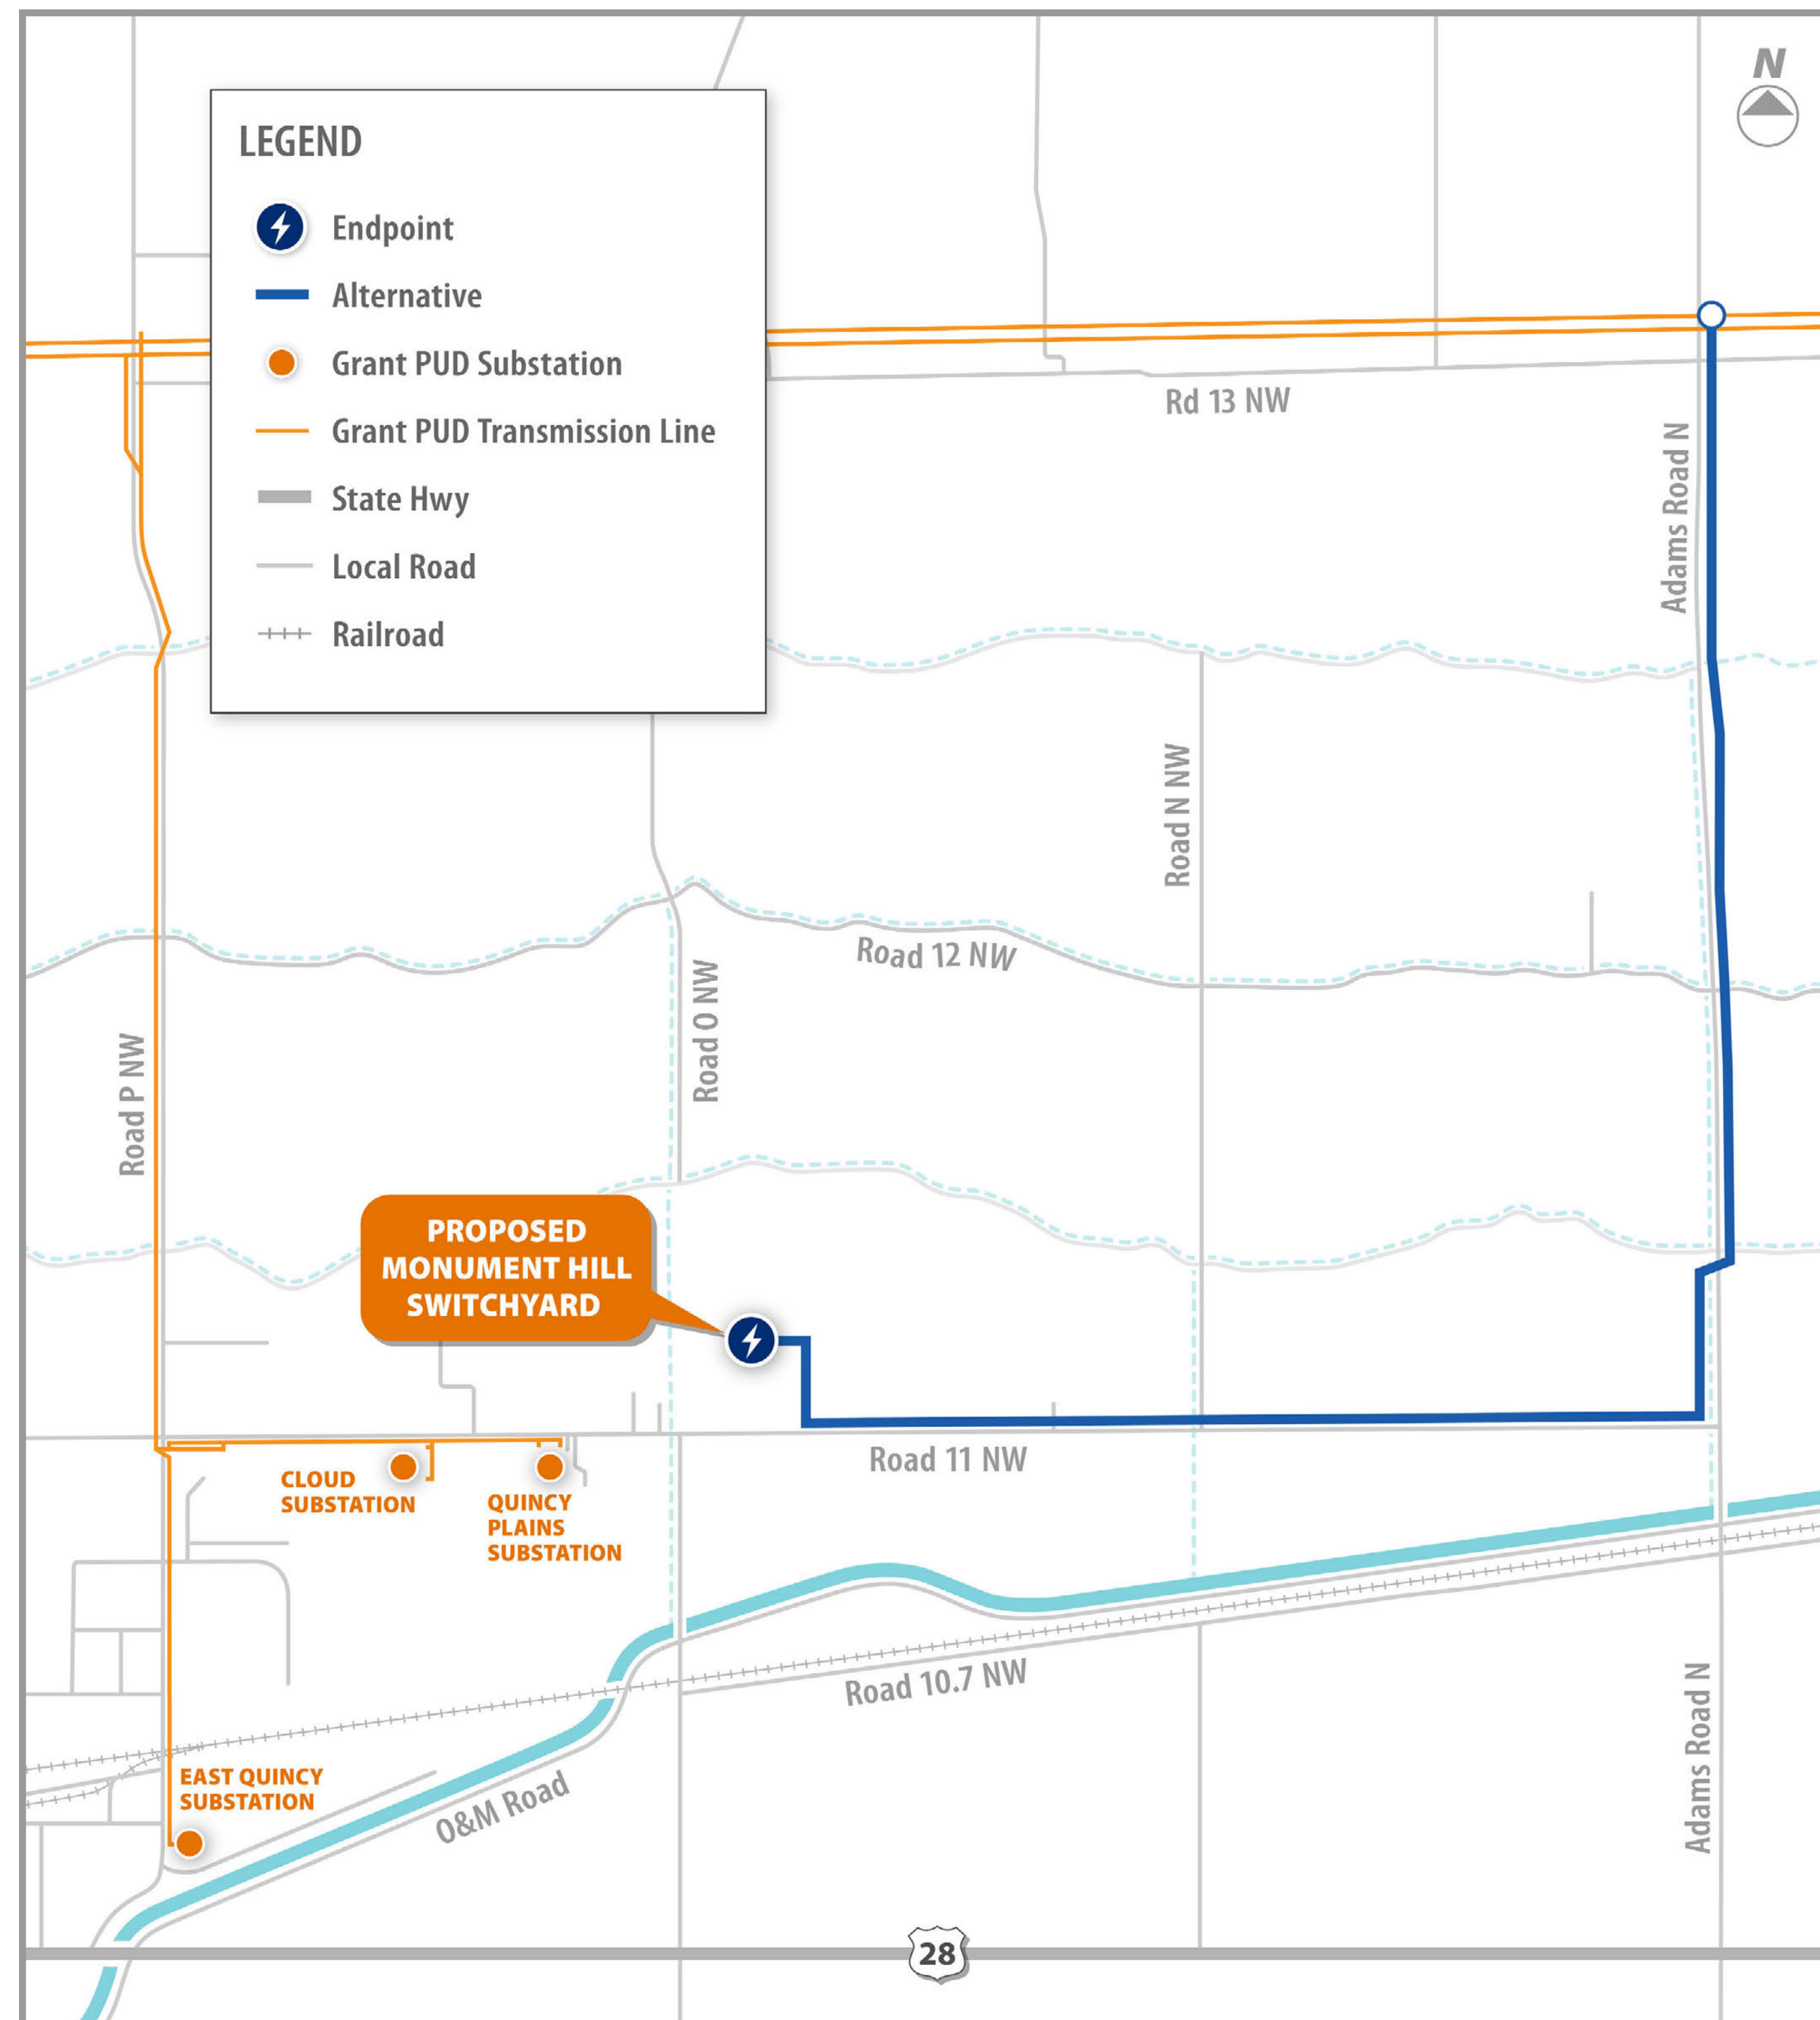 N
LEGEND
Endpoint
Alternative
Grant PUD Substation
Grant PUD Transmission Line
State Hwy
Local Road
Railroad
Rd 13 NW
Adams Road N
Road N NW
Road 12 NW
Road O NW
Road P NW
PROPOSED
MONUMENT HILL
SWITCHYARD
Road 11 NW
CLOUD
SUBSTATION
QUINCY
PLAINS
SUBSTATION
Road 10.7 NW
Adams Road N
EAST QUINCY
SUBSTATION
O&M Road
28